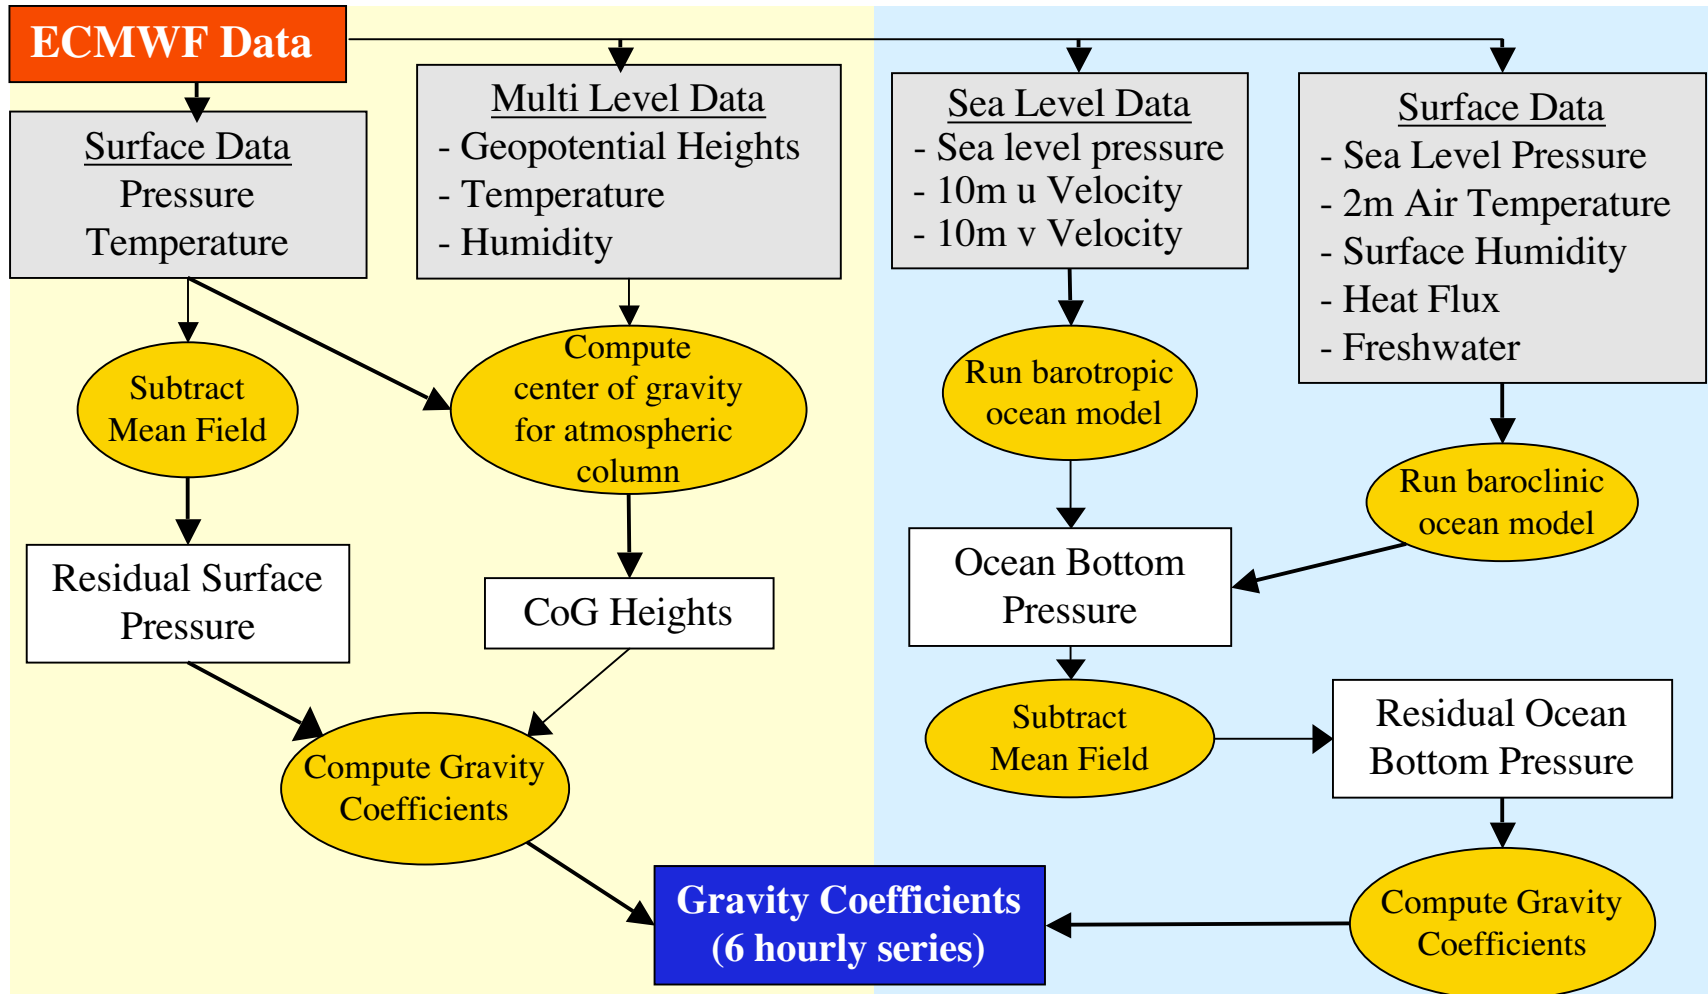 ECMWF Data
Surface Data
Pressure
Temperature
Multi Level Data
- Geopotential Heights
- Temperature
- Humidity
Sea Level Data
- Sea level pressure
- 10m u Velocity
- 10m v Velocity
Surface Data
- Sea Level Pressure
- 2m Air Temperature
- Surface Humidity
- Heat Flux
- Freshwater
Subtract
Mean Field
Compute
center of gravity
for atmospheric
column
Run barotropic
ocean model
Run baroclinic
ocean model
Residual Surface
Pressure
CoG Heights
Ocean Bottom
Pressure
Subtract
Mean Field
Residual Ocean
Bottom Pressure
Compute Gravity
Coefficients
Gravity Coefficients
(6 hourly series)
Compute Gravity
Coefficients